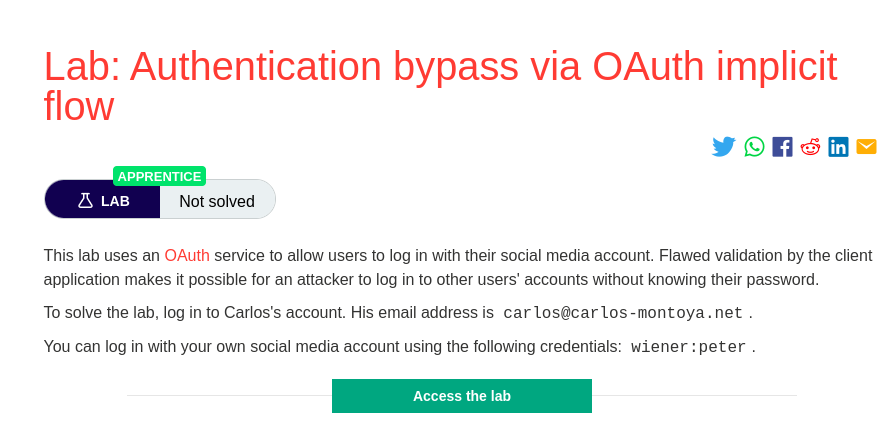 Lab: Authentication bypass via OAuth implicit
flow
APPRENTICE
LAB
Not solved
This lab uses an OAuth service to allow users to log in with their social media account. Flawed validation by the client
application makes it possible for an attacker to log in to other users' accounts without knowing their password.
To solve the lab, log in to Carlos's account. His email address is carlos@carlos-montoya.net .
You can log in with your own social media account using the following credentials: wiener:peter .
Access the lab